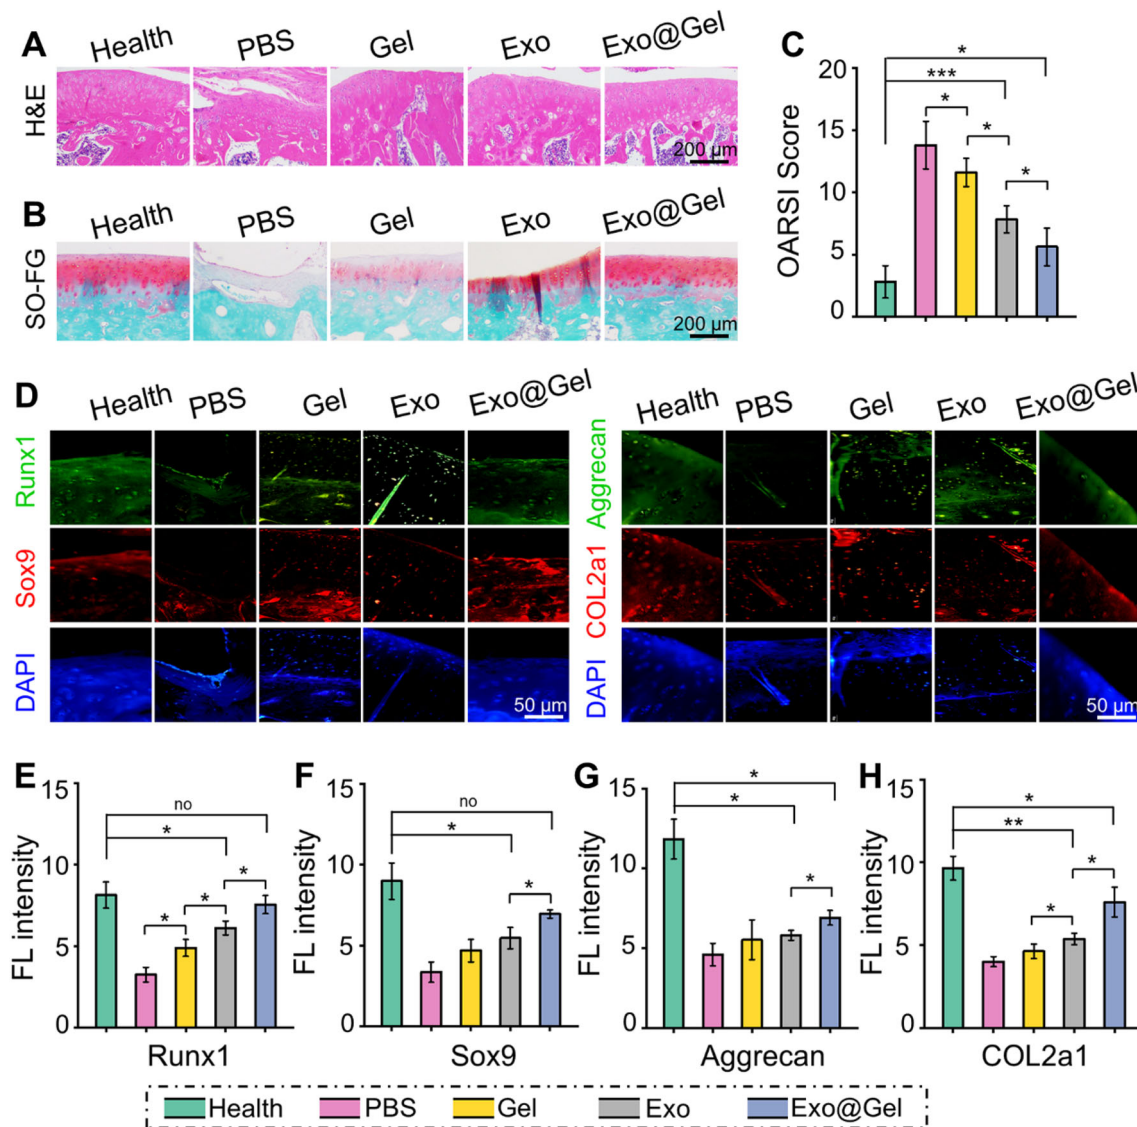 A
Health PBS Gel Exo Exo@Gel
H&E
200 µm
B
Health PBS Gel Exo Exo@Gel
SO-FG
200 µm
C
OARSI Score
20
15
10
5
0
*
***
*
*
*
D
Health PBS Gel Exo Exo@Gel
Runx1
Sox9
DAPI
50 µm
Health PBS Gel Exo Exo@Gel
Aggrecan
COL2a1
DAPI
50 µm
E
FL intensity
15
10
5
0
no
*
*
*
*
Runx1
F
FL intensity
15
10
5
0
no
*
*
Sox9
G
FL intensity
15
10
5
0
*
*
*
Aggrecan
H
FL intensity
15
10
5
0
*
**
*
*
COL2a1
Health PBS Gel Exo Exo@Gel